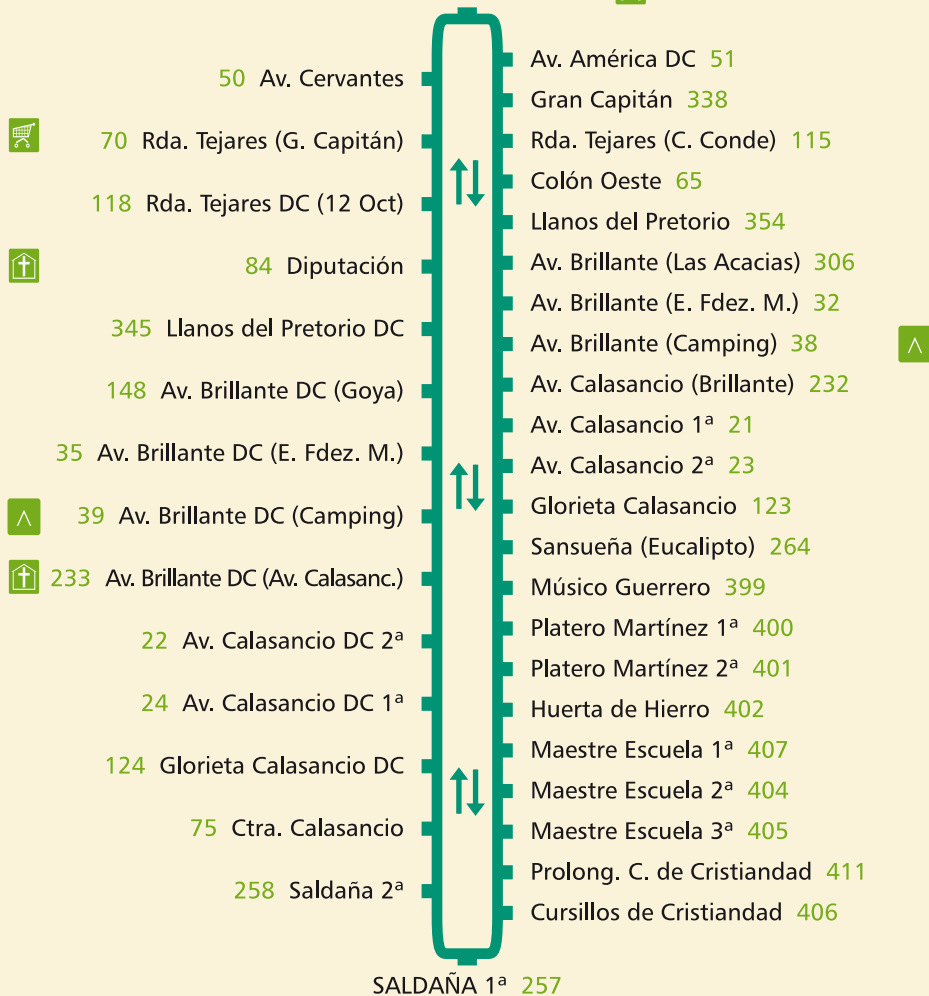 50 Av. Cervantes
70 Rda. Tejares (G. Capitán)
118 Rda. Tejares DC (12 Oct)
84 Diputación
345 Llanos del Pretorio DC
148 Av. Brillante DC (Goya)
35 Av. Brillante DC (E. Fdez. M.)
39 Av. Brillante DC (Camping)
233 Av. Brillante DC (Av. Calasanc.)
22 Av. Calasancio DC 2ª
24 Av. Calasancio DC 1ª
124 Glorieta Calasancio DC
75 Ctra. Calasancio
258 Saldaña 2ª
Av. América DC 51
Gran Capitán 338
Rda. Tejares (C. Conde) 115
Colón Oeste 65
Llanos del Pretorio 354
Av. Brillante (Las Acacias) 306
Av. Brillante (E. Fdez. M.) 32
Av. Brillante (Camping) 38
Av. Calasancio (Brillante) 232
Av. Calasancio 1ª 21
Av. Calasancio 2ª 23
Glorieta Calasancio 123
Sansueña (Eucalipto) 264
Músico Guerrero 399
Platero Martínez 1ª 400
Platero Martínez 2ª 401
Huerta de Hierro 402
Maestre Escuela 1ª 407
Maestre Escuela 2ª 404
Maestre Escuela 3ª 405
Prolong. C. de Cristiandad 411
Cursillos de Cristiandad 406
SALDAÑA 1ª 257